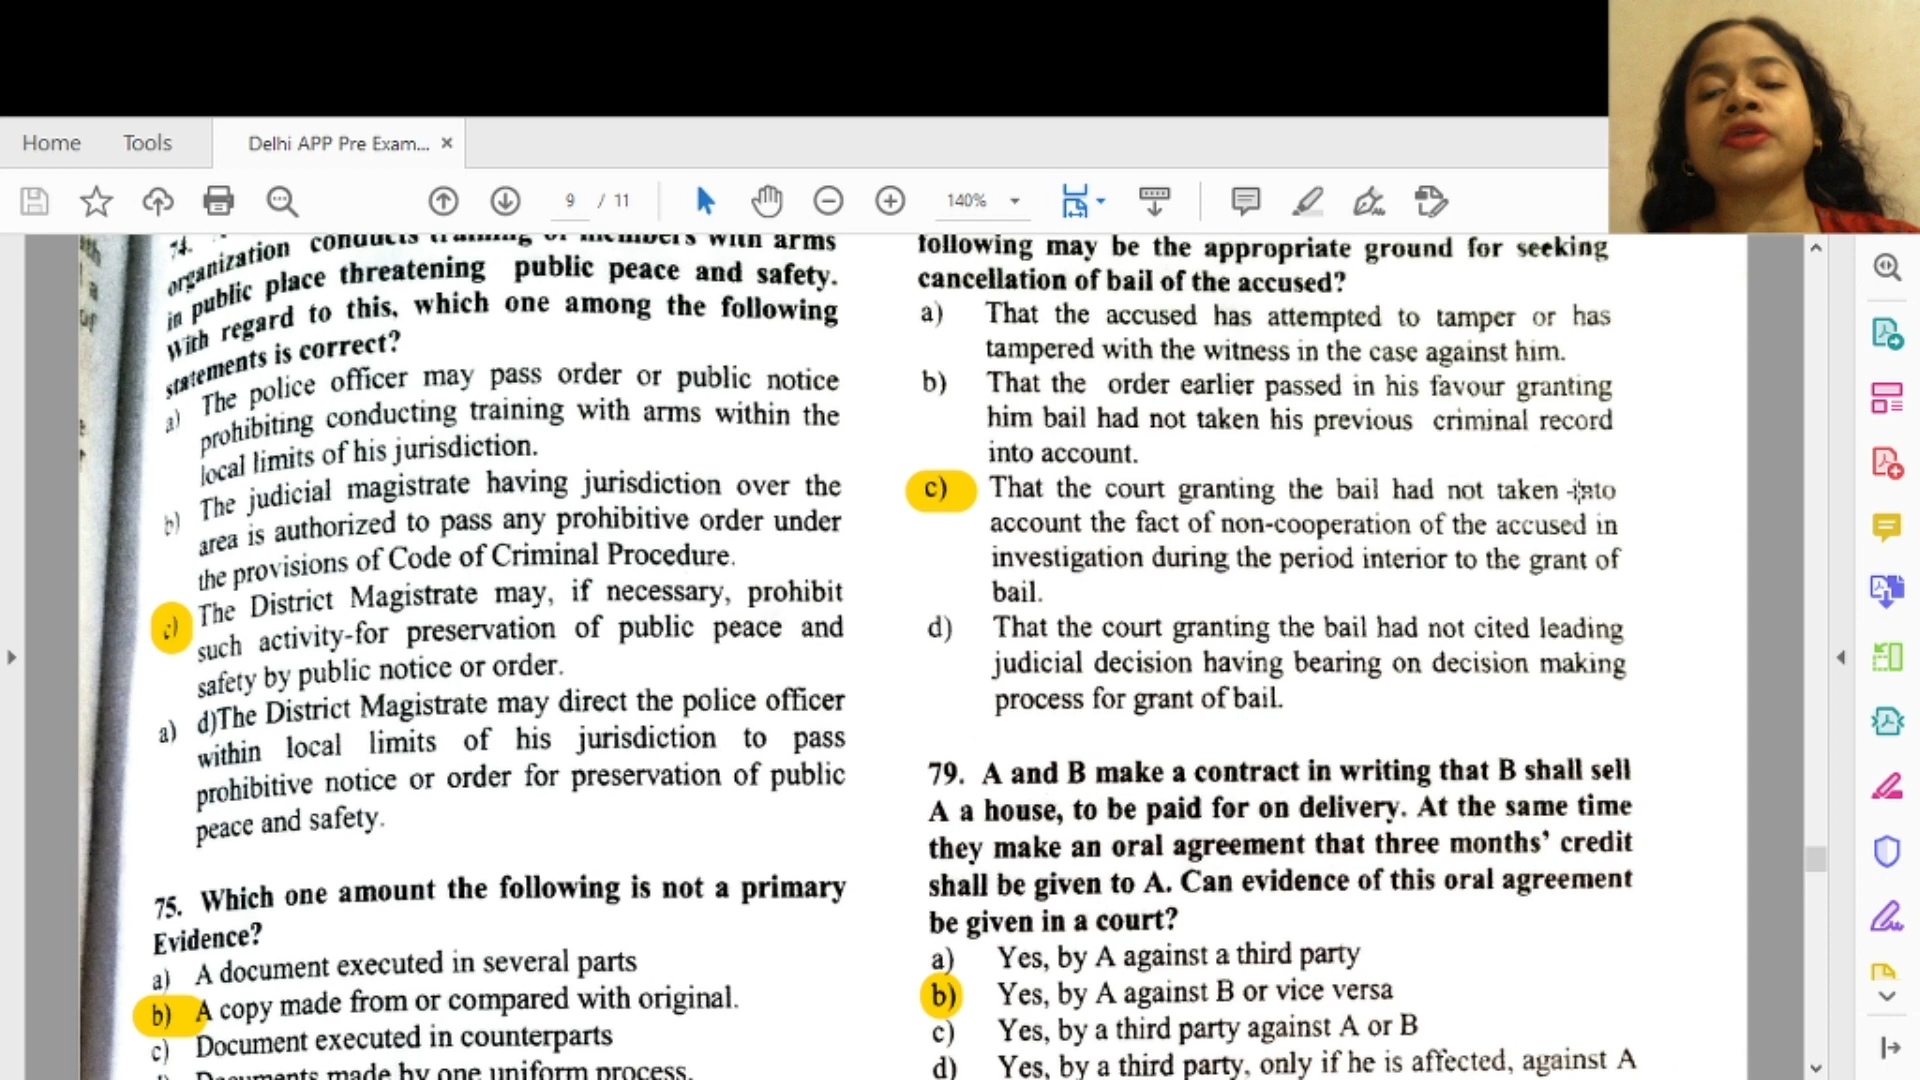 Home
Tools
Delhi APP Pre Exam...
9 / 11
140%
74.
organization conducts training of members with arms
in public place threatening public peace and safety.
With regard to this, which one among the following
statements is correct?
a) The police officer may pass order or public notice
prohibiting conducting training with arms within the
local limits of his jurisdiction.
b) The judicial magistrate having jurisdiction over the
area is authorized to pass any prohibitive order under
the provisions of Code of Criminal Procedure.
c) The District Magistrate may, if necessary, prohibit
such activity-for preservation of public peace and
safety by public notice or order.
a) d)The District Magistrate may direct the police officer
within local limits of his jurisdiction to pass
prohibitive notice or order for preservation of public
peace and safety.
75. Which one amount the following is not a primary
Evidence?
a) A document executed in several parts
b) A copy made from or compared with original.
c) Document executed in counterparts
Documents made by one uniform process.
following may be the appropriate ground for seeking
cancellation of bail of the accused?
a) That the accused has attempted to tamper or has
tampered with the witness in the case against him.
b) That the order earlier passed in his favour granting
him bail had not taken his previous criminal record
into account.
c) That the court granting the bail had not taken into
account the fact of non-cooperation of the accused in
investigation during the period interior to the grant of
bail.
d) That the court granting the bail had not cited leading
judicial decision having bearing on decision making
process for grant of bail.
79. A and B make a contract in writing that B shall sell
A a house, to be paid for on delivery. At the same time
they make an oral agreement that three months' credit
shall be given to A. Can evidence of this oral agreement
be given in a court?
a) Yes, by A against a third party
b) Yes, by A against B or vice versa
c) Yes, by a third party against A or B
d) Yes, by a third party, only if he is affected, against A